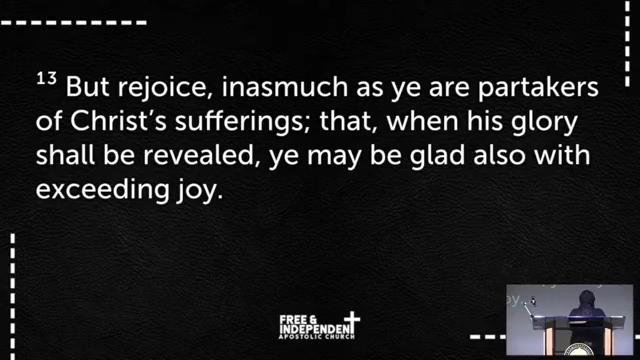 13 But rejoice, inasmuch as ye are partakers
of Christ's sufferings; that, when his glory
shall be revealed, ye may be glad also with
exceeding joy.
FREE &
INDEPENDENT
APOSTOLIC CHURCH